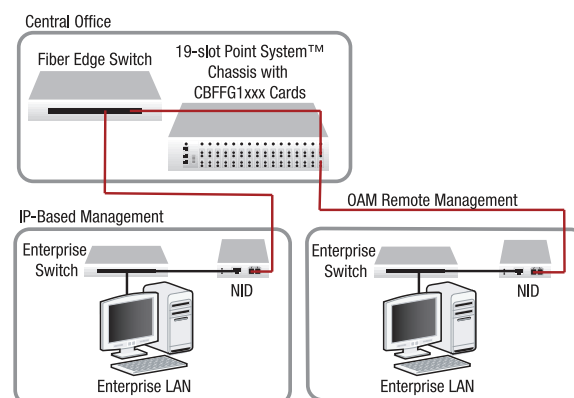 Central Office
Fiber Edge Switch
19-slot Point System™
Chassis with
CBFFG1xxx Cards
OAM Remote Management
IP-Based Management
Enterprise
Switch
NID
Enterprise LAN
Enterprise
Switch
NID
Enterprise LAN